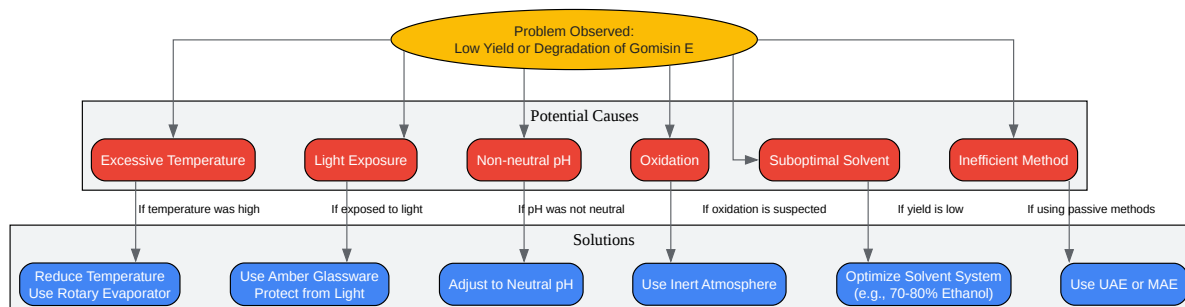 Problem Observed:
Low Yield or Degradation of Gomisin E
Potential Causes
Excessive Temperature
Light Exposure
Non-neutral pH
Oxidation
Suboptimal Solvent
Inefficient Method
If temperature was high
If exposed to light
If pH was not neutral
If oxidation is suspected
If yield is low
If using passive methods
Solutions
Reduce Temperature
Use Rotary Evaporator
Use Amber Glassware
Protect from Light
Adjust to Neutral pH
Use Inert Atmosphere
Optimize Solvent System
(e.g., 70-80% Ethanol)
Use UAE or MAE